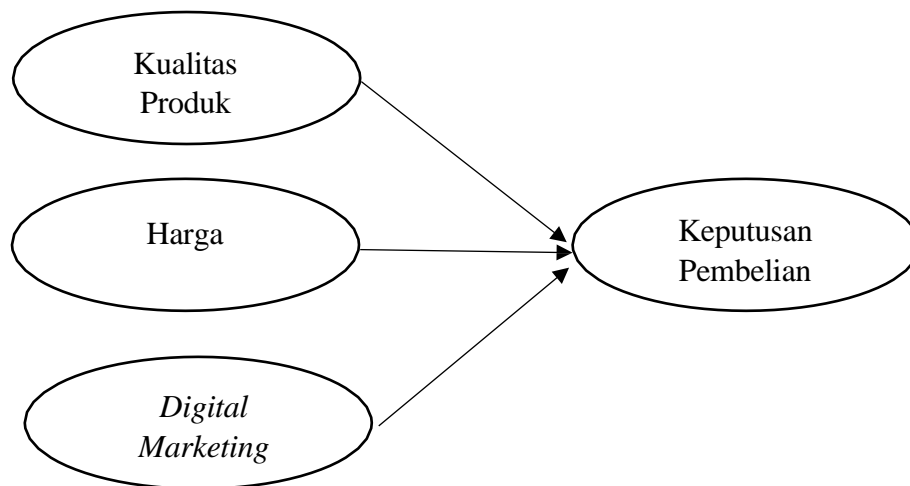 Kualitas
Produk
Harga
Keputusan
Pembelian
Digital
Marketing